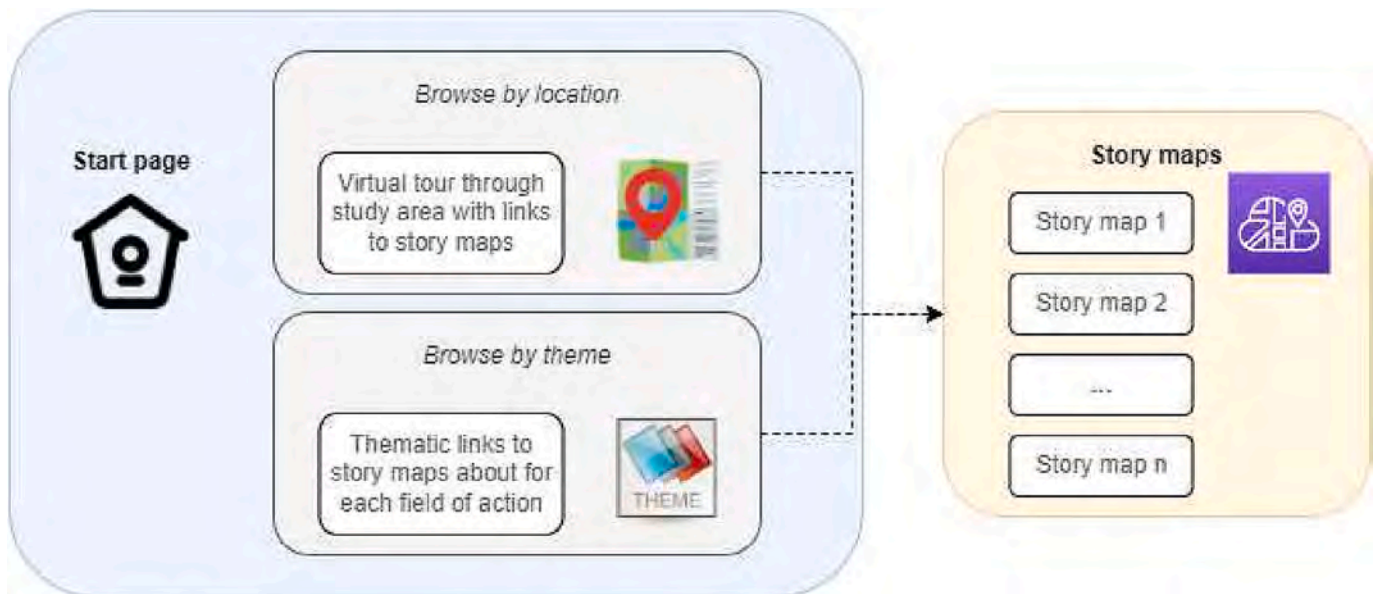 Browse by location
Start page
Virtual tour through
study area with links
to story maps
Browse by theme
Thematic links to
story maps about for
each field of action
THEME
Story maps
Story map 1
Story map 2
...
Story map n